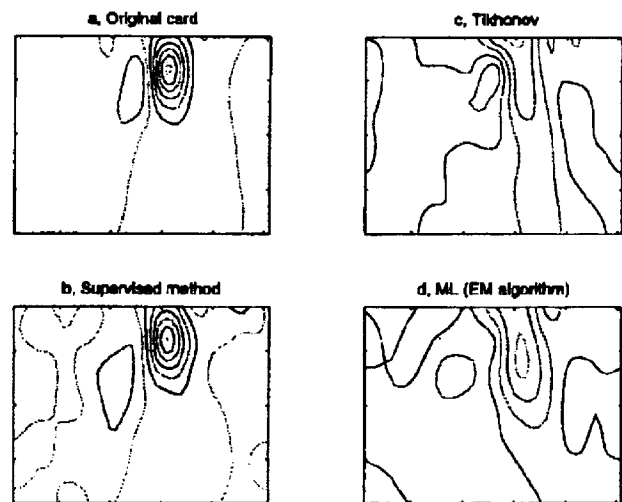 a, Original card
c, Tikhonov
b, Supervised method
d, ML (EM algorithm)